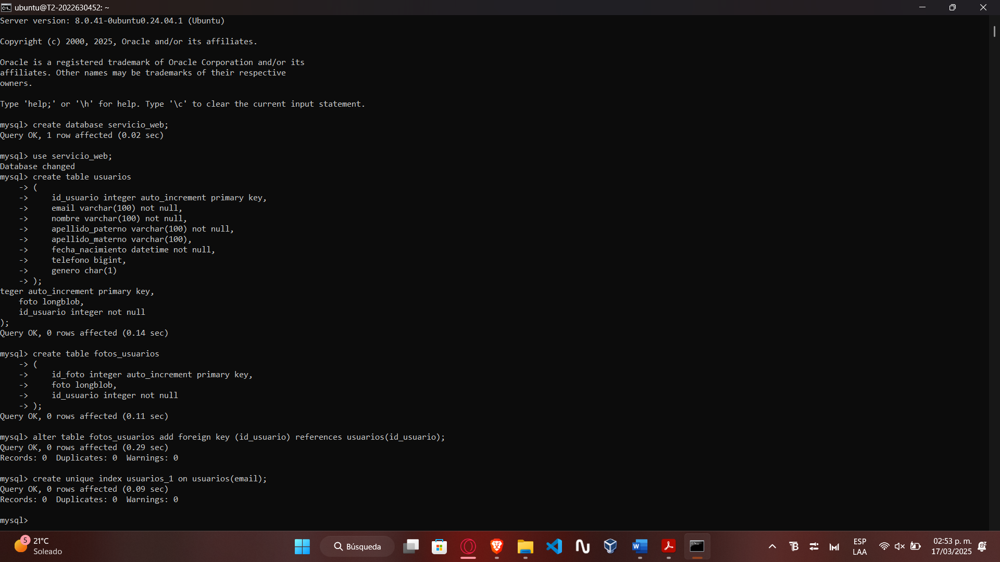 ubuntu@T2-2022630452: ~
Server version: 8.0.41-0ubuntu0.24.04.1 (Ubuntu)
Copyright (c) 2000, 2025, Oracle and/or its affiliates.
Oracle is a registered trademark of Oracle Corporation and/or its
affiliates. Other names may be trademarks of their respective
owners.
Type 'help;' or '\h' for help. Type '\c' to clear the current input statement.
mysql> create database servicio_web;
Query OK, 1 row affected (0.02 sec)
mysql> use servicio_web;
Database changed
mysql> create table usuarios
    -> (
    ->     id_usuario integer auto_increment primary key,
    ->     email varchar(100) not null,
    ->     nombre varchar(100) not null,
    ->     apellido_paterno varchar(100) not null,
    ->     apellido_materno varchar(100),
    ->     fecha_nacimiento datetime not null,
    ->     telefono bigint,
    ->     genero char(1)
    -> );
teger auto_increment primary key,
    foto longblob,
    id_usuario integer not null
);
Query OK, 0 rows affected (0.14 sec)
mysql> create table fotos_usuarios
    -> (
    ->     id_foto integer auto_increment primary key,
    ->     foto longblob,
    ->     id_usuario integer not null
    -> );
Query OK, 0 rows affected (0.11 sec)
mysql> alter table fotos_usuarios add foreign key (id_usuario) references usuarios(id_usuario);
Query OK, 0 rows affected (0.29 sec)
Records: 0  Duplicates: 0  Warnings: 0
mysql> create unique index usuarios_1 on usuarios(email);
Query OK, 0 rows affected (0.09 sec)
Records: 0  Duplicates: 0  Warnings: 0
mysql>
5
21°C
Soleado
Búsqueda
ESP
LAA
02:53 p. m.
17/03/2025